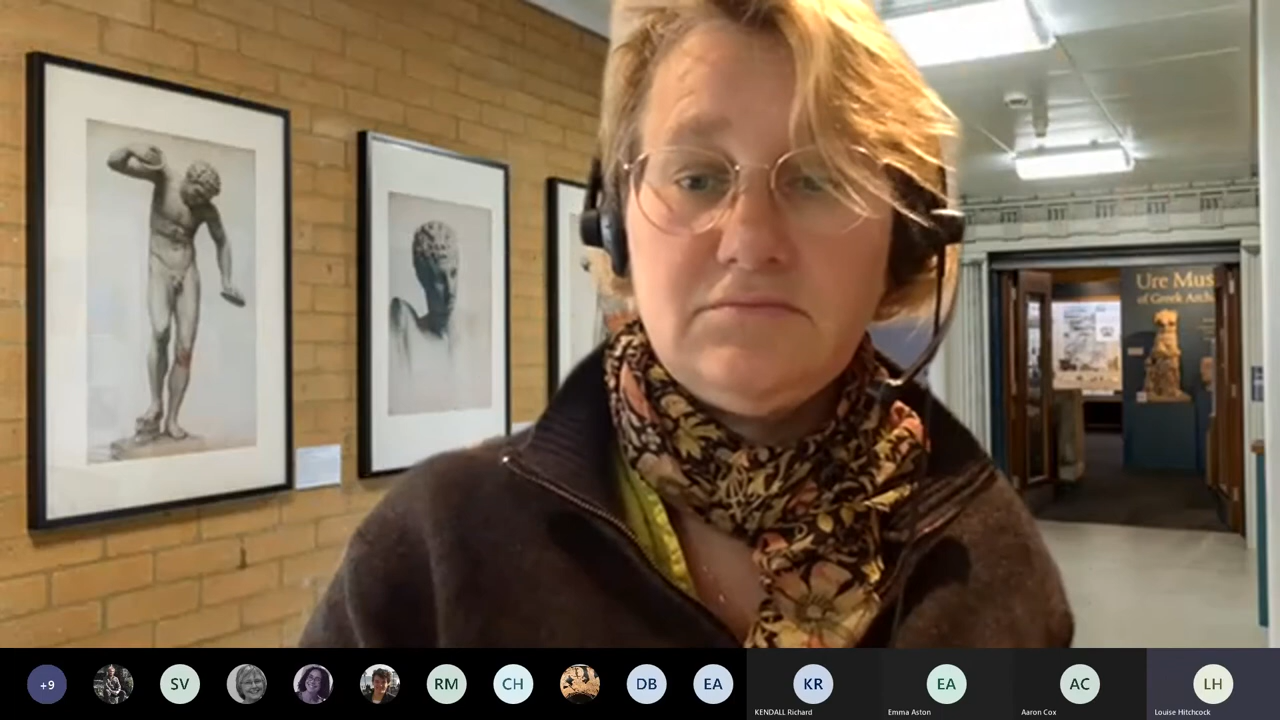 Ure Mus
of Greek Archa
+9
SV
RM
CH
DB
EA
KR
EA
AC
LH
KENDALL Richard
Emma Aston
Aaron Cox
Louise Hitchcock